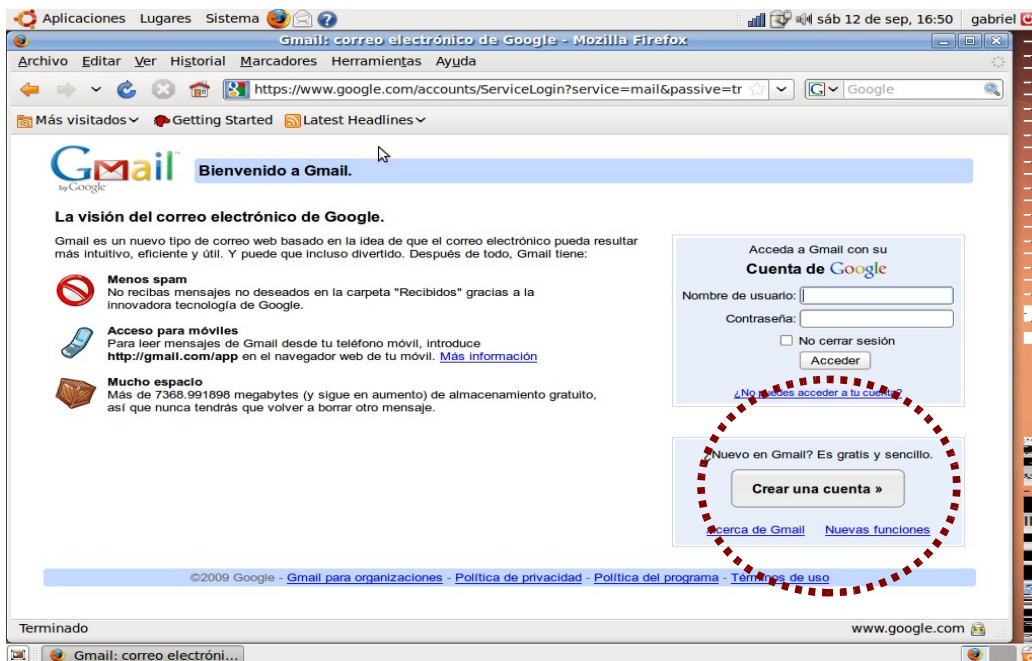 Aplicaciones Lugares Sistema sáb 12 de sep, 16:50 gabriel
Gmail: correo electrónico de Google - Mozilla Firefox
Archivo Editar Ver Historial Marcadores Herramientas Ayuda
https://www.google.com/accounts/ServiceLogin?service=mail&passive=tr Google
Más visitados Getting Started Latest Headlines
Gmail
by Google
Bienvenido a Gmail.
La visión del correo electrónico de Google.
Gmail es un nuevo tipo de correo web basado en la idea de que el correo electrónico pueda resultar
más intuitivo, eficiente y útil. Y puede que incluso divertido. Después de todo, Gmail tiene:
Menos spam
No recibas mensajes no deseados en la carpeta "Recibidos" gracias a la
innovadora tecnología de Google.
Acceso para móviles
Para leer mensajes de Gmail desde tu teléfono móvil, introduce
http://gmail.com/app en el navegador web de tu móvil. Más información
Mucho espacio
Más de 7368.991898 megabytes (y sigue en aumento) de almacenamiento gratuito,
así que nunca tendrás que volver a borrar otro mensaje.
Acceda a Gmail con su
Cuenta de Google
Nombre de usuario:
Contraseña:
No cerrar sesión
Acceder
¿No puedes acceder a tu cuenta?
¿Nuevo en Gmail? Es gratis y sencillo.
Crear una cuenta »
Acerca de Gmail Nuevas funciones
©2009 Google - Gmail para organizaciones - Política de privacidad - Política del programa - Términos de uso
Terminado www.google.com
Gmail: correo electróni...